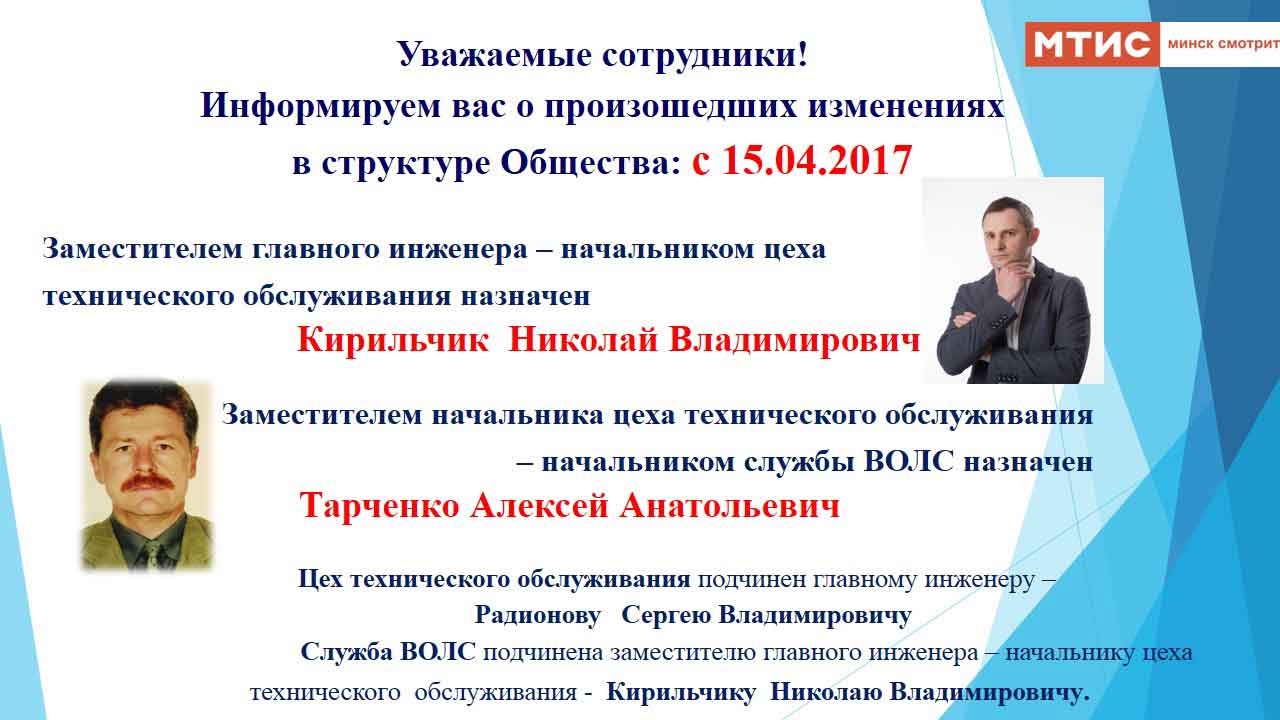 МТИС минск смотрит
Уважаемые сотрудники!
Информируем вас о произошедших изменениях
в структуре Общества: с 15.04.2017
Заместителем главного инженера – начальником цеха
технического обслуживания назначен
Кирильчик Николай Владимирович
Заместителем начальника цеха технического обслуживания
– начальником службы ВОЛС назначен
Тарченко Алексей Анатольевич
Цех технического обслуживания подчинен главному инженеру –
Радионову Сергею Владимировичу
Служба ВОЛС подчинена заместителю главного инженера – начальнику цеха
технического обслуживания - Кирильчику Николаю Владимировичу.